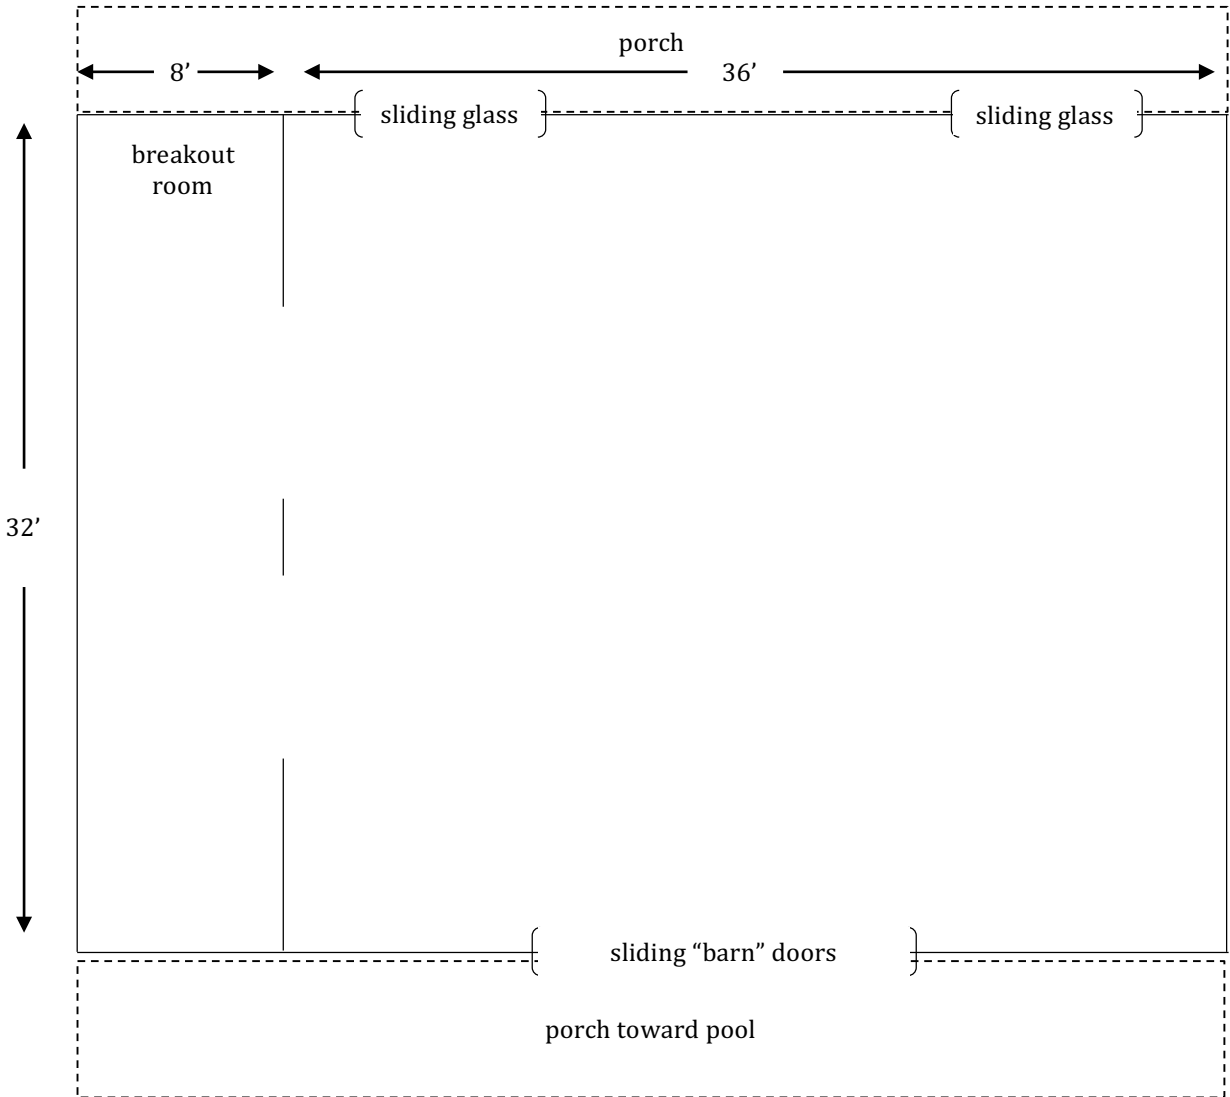 porch
8’
36’
sliding glass
sliding glass
breakout
room
32’
sliding “barn” doors
porch toward pool